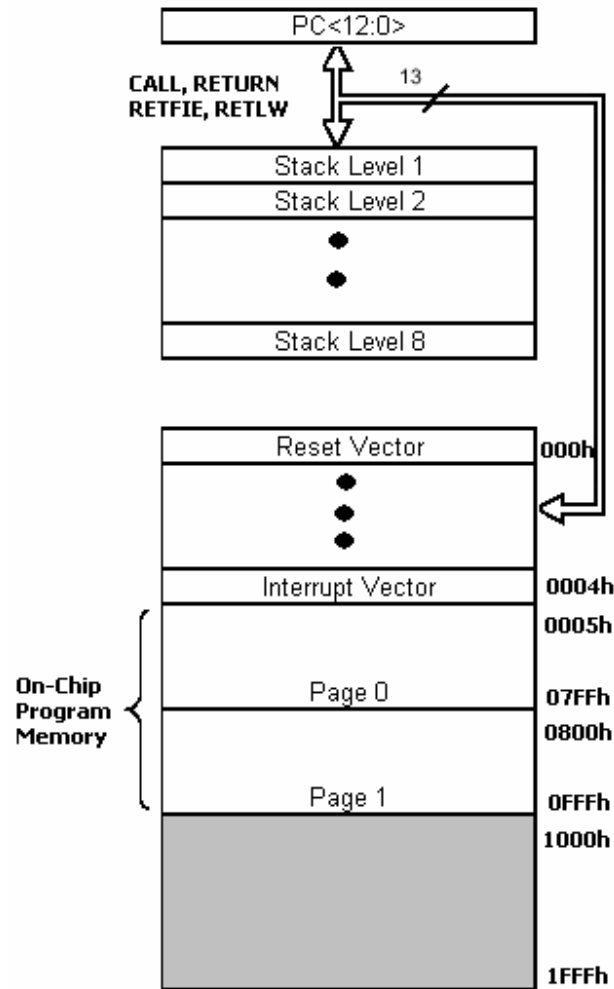 PC<12:0>
CALL, RETURN
RETFIE, RETLW
13
Stack Level 1
Stack Level 2
Stack Level 8
Reset Vector
000h
Interrupt Vector
0004h
0005h
On-Chip
Program
Memory
Page 0
07FFh
0800h
Page 1
0FFFh
1000h
1FFFh